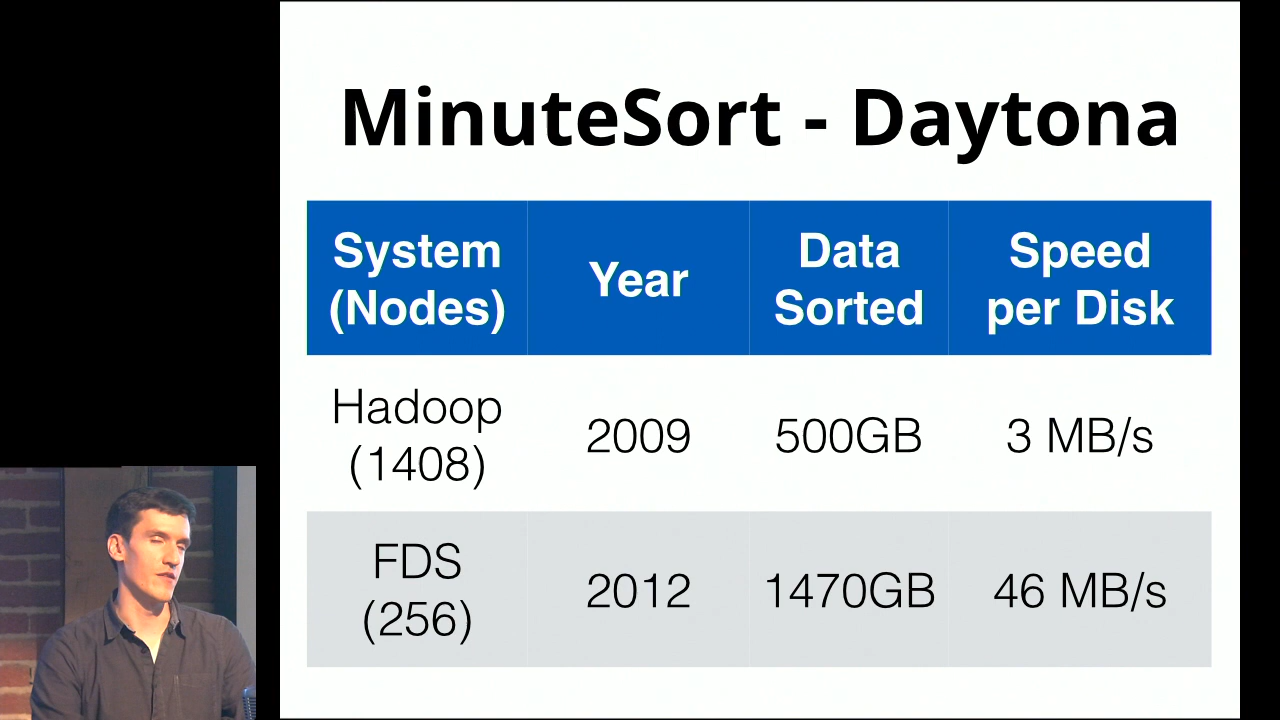 MinuteSort - Daytona
System
(Nodes)
Year
Data
Sorted
Speed
per Disk
Hadoop
(1408)
2009
500GB
3 MB/s
FDS
(256)
2012
1470GB
46 MB/s